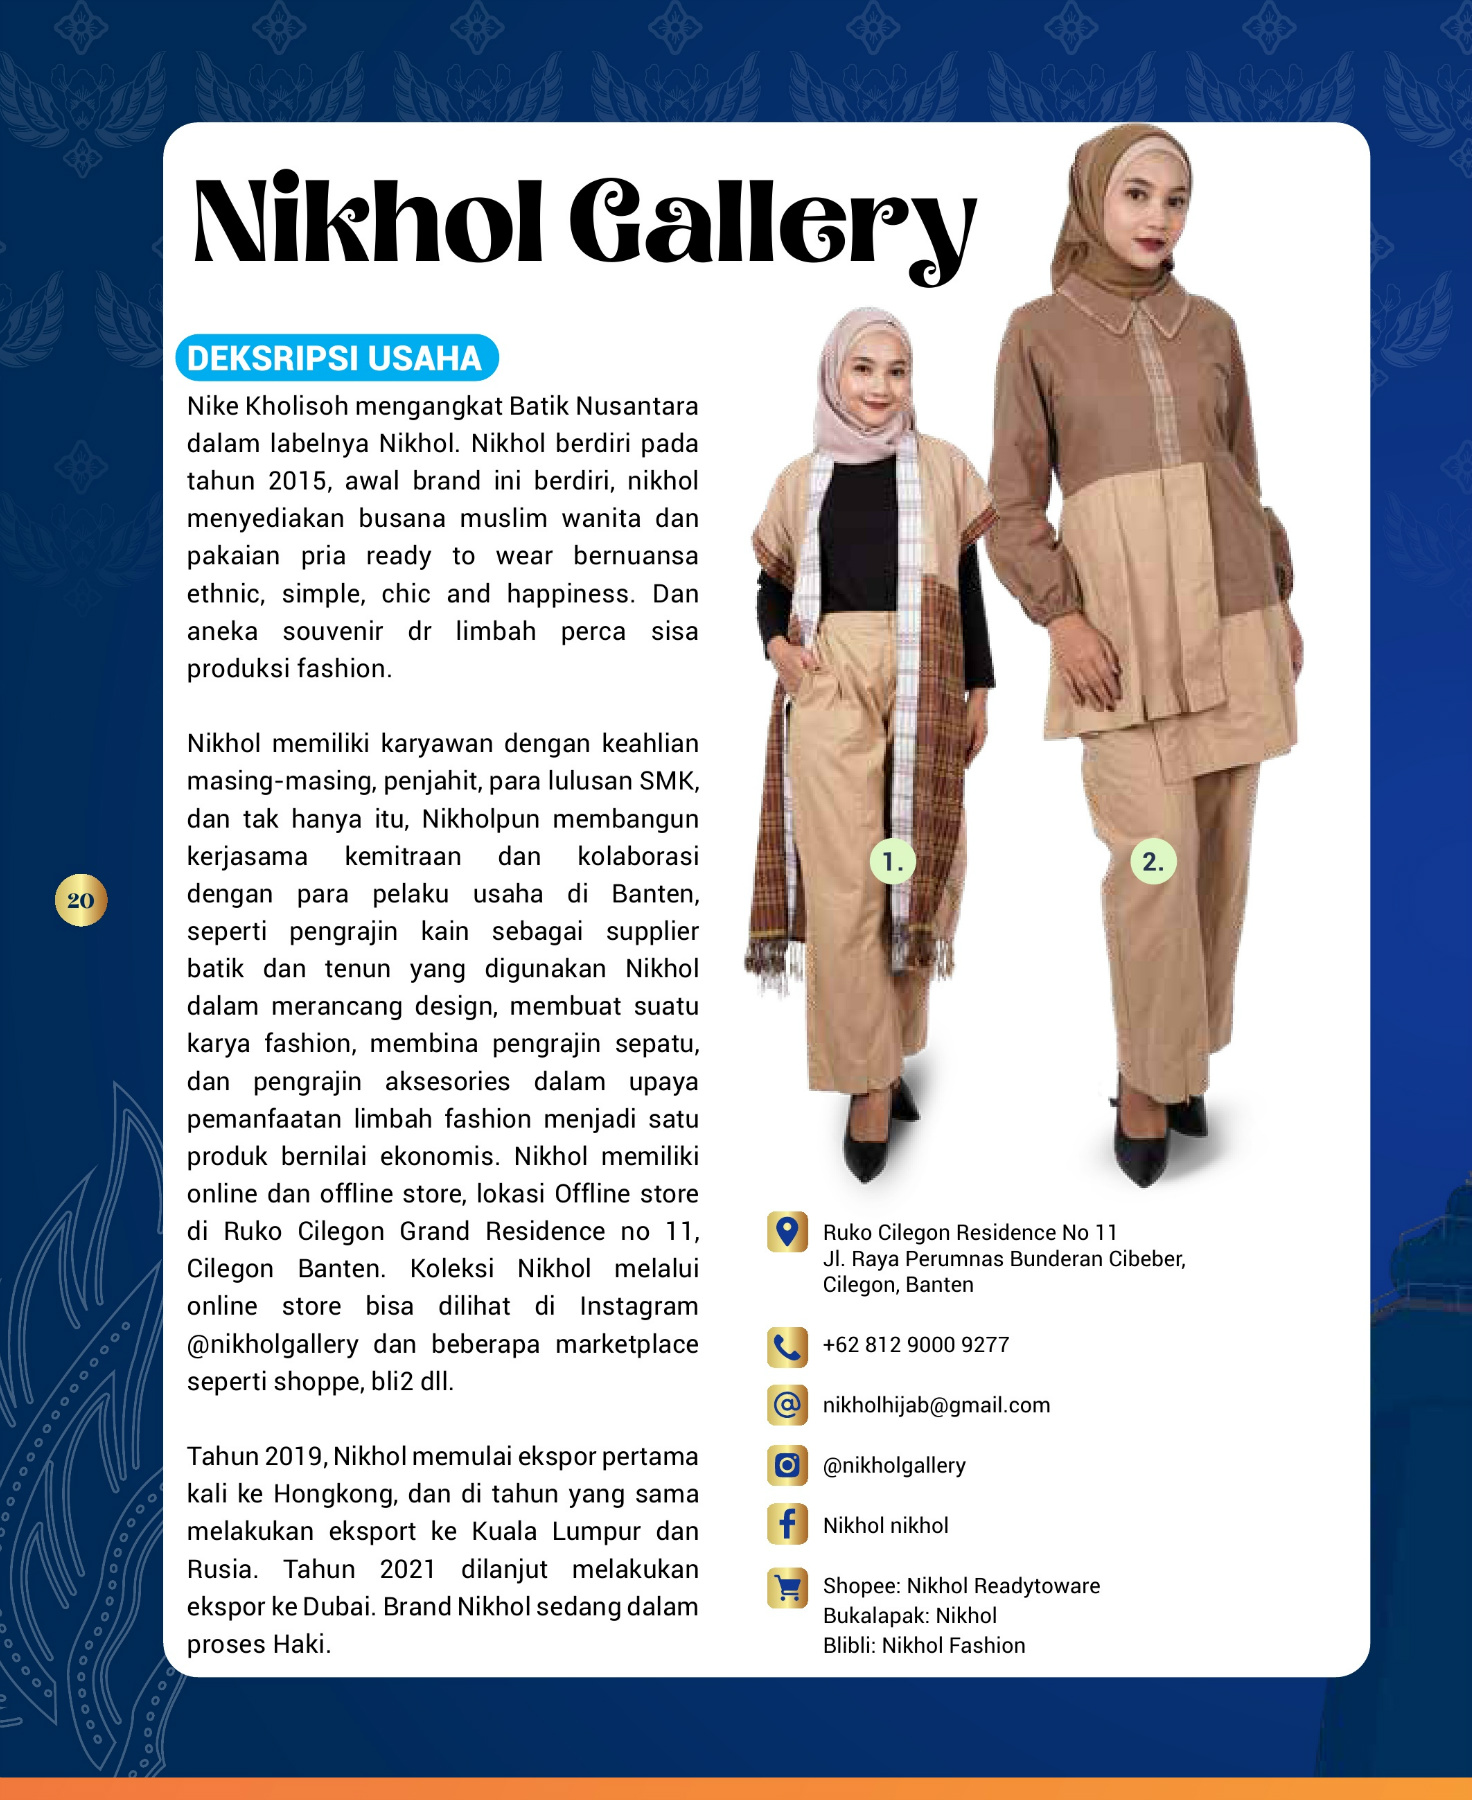 Nikhol Gallery
DEKSRIPSI USAHA
Nike Kholisoh mengangkat Batik Nusantara
dalam labelnya Nikhol. Nikhol berdiri pada
tahun 2015, awal brand ini berdiri, nikhol
menyediakan busana muslim wanita dan
pakaian pria ready to wear bernuansa
ethnic, simple, chic and happiness. Dan
aneka souvenir dr limbah perca sisa
produksi fashion.
Nikhol memiliki karyawan dengan keahlian
masing-masing, penjahit, para lulusan SMK,
dan tak hanya itu, Nikholpun membangun
kerjasama kemitraan dan kolaborasi
dengan para pelaku usaha di Banten,
seperti pengrajin kain sebagai supplier
batik dan tenun yang digunakan Nikhol
dalam merancang design, membuat suatu
karya fashion, membina pengrajin sepatu,
dan pengrajin aksesories dalam upaya
pemanfaatan limbah fashion menjadi satu
produk bernilai ekonomis. Nikhol memiliki
online dan offline store, lokasi Offline store
di Ruko Cilegon Grand Residence no 11,
Cilegon Banten. Koleksi Nikhol melalui
online store bisa dilihat di Instagram
@nikholgallery dan beberapa marketplace
seperti shoppe, bli2 dll.
Tahun 2019, Nikhol memulai ekspor pertama
kali ke Hongkong, dan di tahun yang sama
melakukan eksport ke Kuala Lumpur dan
Rusia. Tahun 2021 dilanjut melakukan
ekspor ke Dubai. Brand Nikhol sedang dalam
proses Haki.
1.
2.
Ruko Cilegon Residence No 11
Jl. Raya Perumnas Bunderan Cibeber,
Cilegon, Banten
+62 812 9000 9277
nikholhijab@gmail.com
@nikholgallery
Nikhol nikhol
Shopee: Nikhol Readytoware
Bukalapak: Nikhol
Blibli: Nikhol Fashion
20